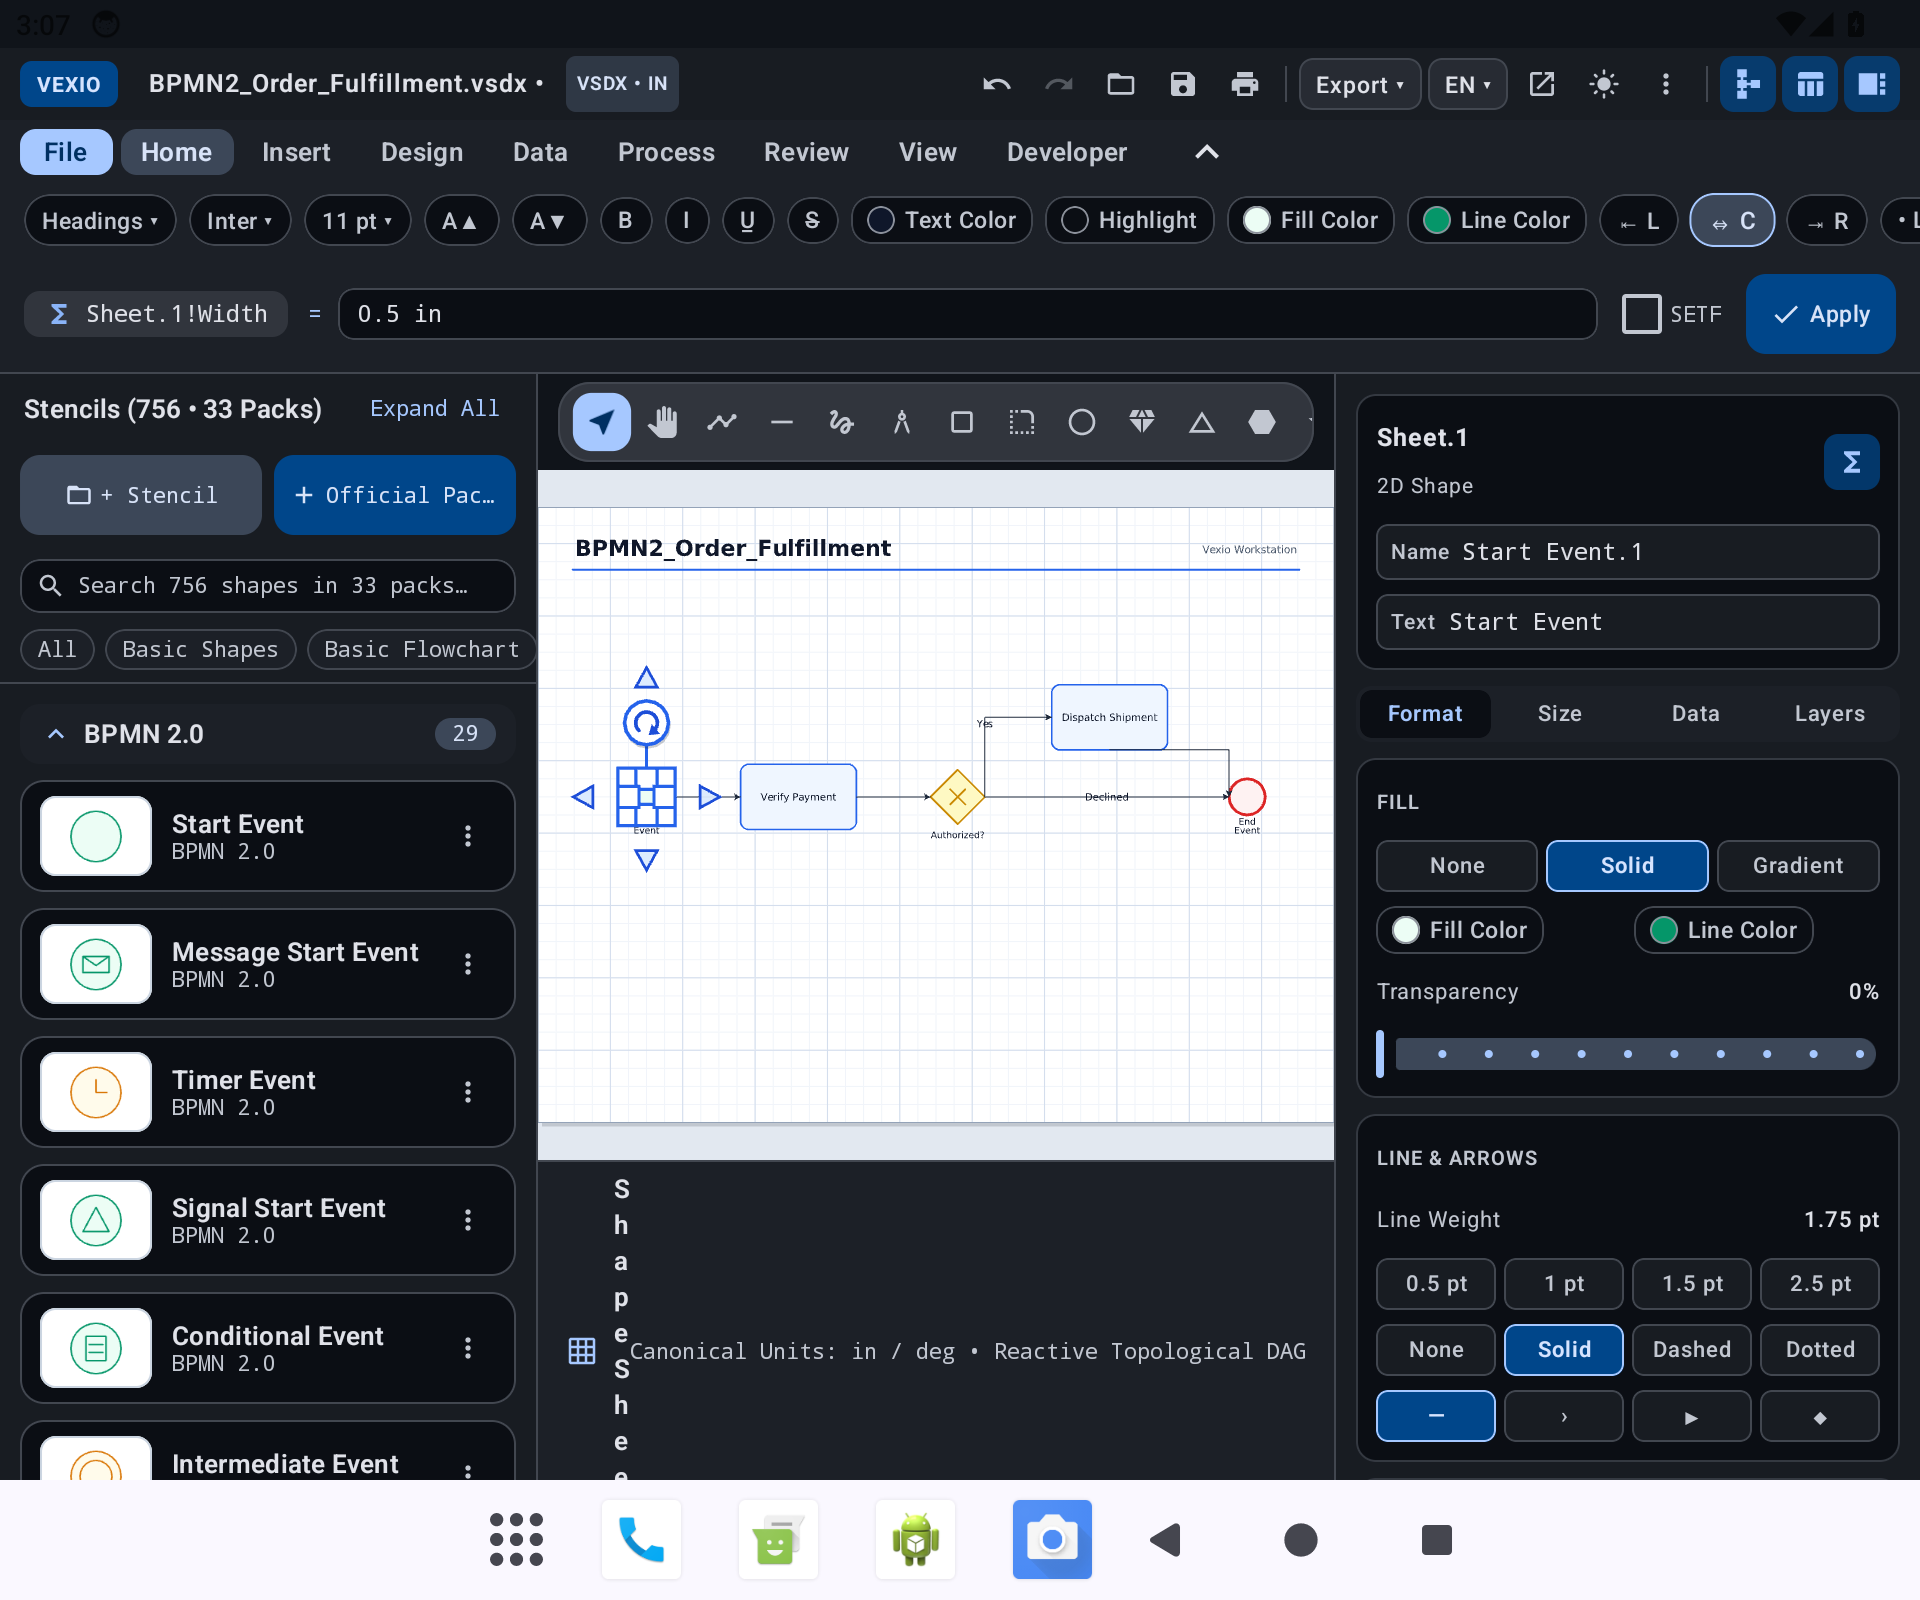 3:07
VEXIO
BPMN2_Order_Fulfillment.vsdx •
VSDX • IN
Export ▾
EN ▾
File
Home
Insert
Design
Data
Process
Review
View
Developer
Headings ▾
Inter ▾
11 pt ▾
A▲
A▼
B
I
U
S
Text Color
Highlight
Fill Color
Line Color
⇤ L
⇔ C
⇥ R
• L
Σ Sheet.1!Width
=
0.5 in
SETF
Apply
Stencils (756 • 33 Packs)
Expand All
+ Stencil
+ Official Pac…
Search 756 shapes in 33 packs…
All
Basic Shapes
Basic Flowchart
BPMN 2.0
29
Start Event
BPMN 2.0
Message Start Event
BPMN 2.0
Timer Event
BPMN 2.0
Signal Start Event
BPMN 2.0
Conditional Event
BPMN 2.0
Intermediate Event
BPMN2_Order_Fulfillment
Vexio Workstation
Event
Verify Payment
Authorized?
Yes
Dispatch Shipment
Declined
End
Event
S
h
a
p
e
S
h
e
e
Canonical Units: in / deg • Reactive Topological DAG
Sheet.1
2D Shape
Σ
Name Start Event.1
Text Start Event
Format
Size
Data
Layers
FILL
None
Solid
Gradient
Fill Color
Line Color
Transparency
0%
LINE & ARROWS
Line Weight
1.75 pt
0.5 pt
1 pt
1.5 pt
2.5 pt
None
Solid
Dashed
Dotted